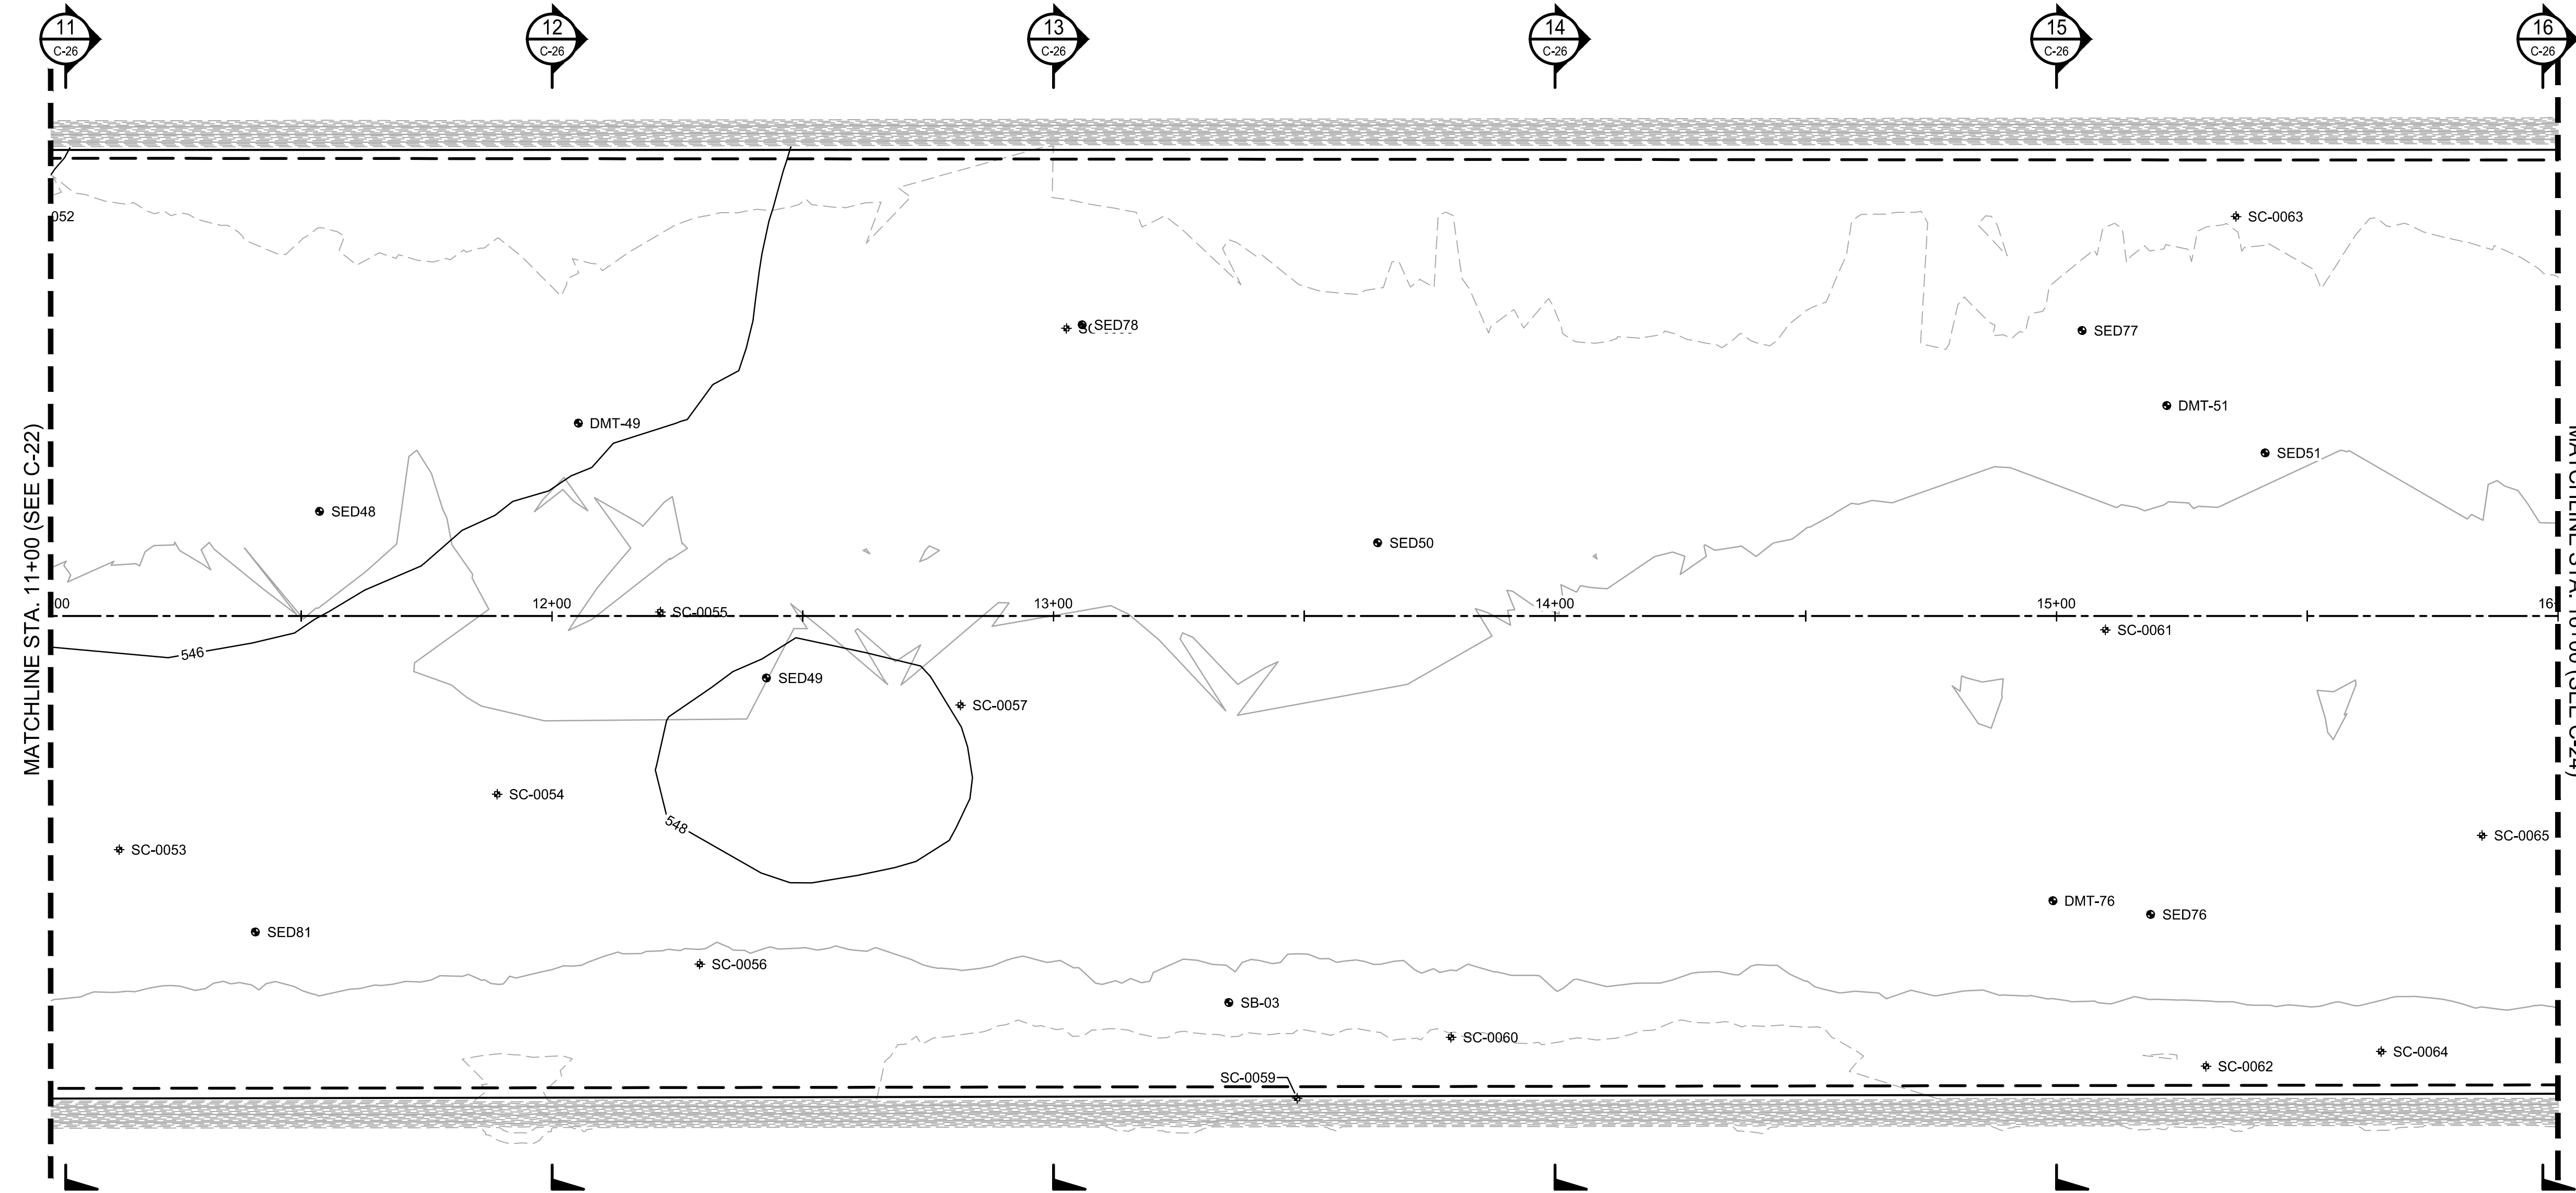 11
C-26
12
C-26
13
C-26
14
C-26
15
C-26
16
C-26
052
SC-0063
SED78
SED77
DMT-51
DMT-49
SED51
SED48
SED50
MATCHLINE STA. 11+00 (SEE C-22)
00
12+00
13+00
14+00
15+00
16+
SC-0055
SC-0061
546
SED49
SC-0057
SC-0054
548
SC-0053
SC-0065
DMT-76
SED76
SED81
SC-0056
SB-03
SC-0060
SC-0064
SC-0062
SC-0059